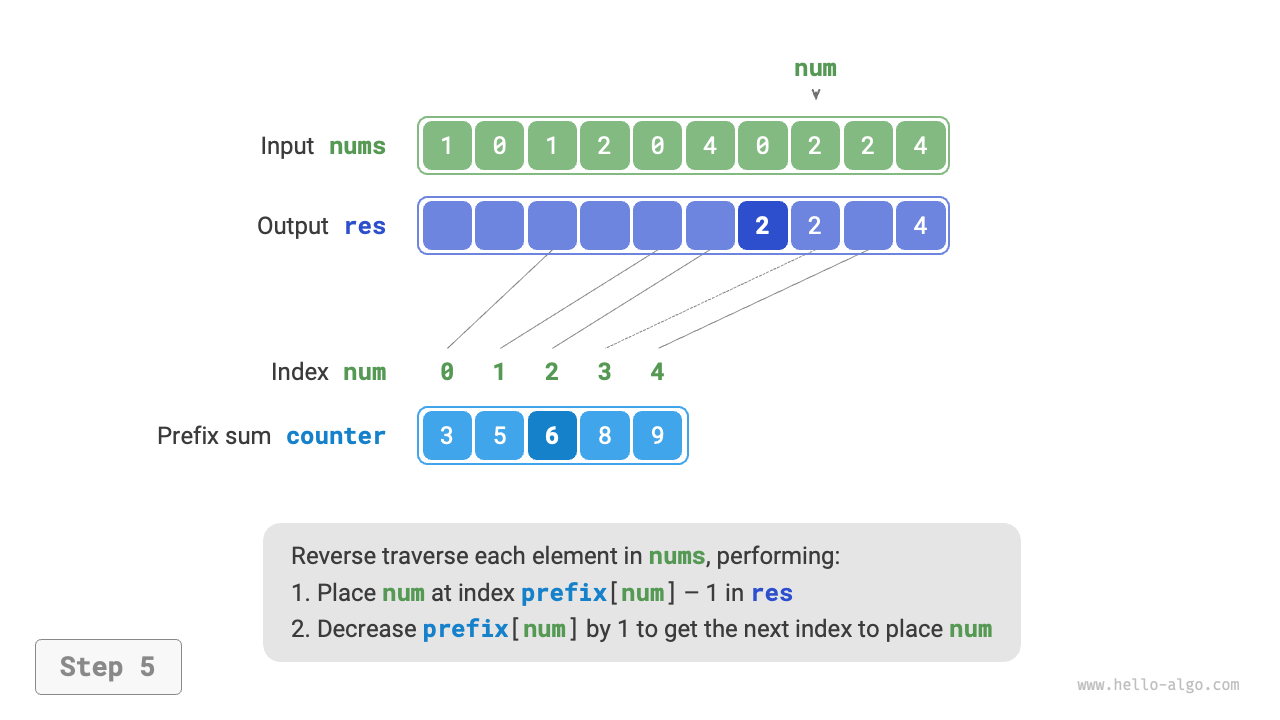 num
Input nums 1 0 1 2 0 4 0 2 2 4
Output res 2 2 4
Index num 0 1 2 3 4
Prefix sum counter 3 5 6 8 9
Reverse traverse each element in nums, performing:
1. Place num at index prefix[num] – 1 in res
2. Decrease prefix[num] by 1 to get the next index to place num
Step 5
www.hello-algo.com